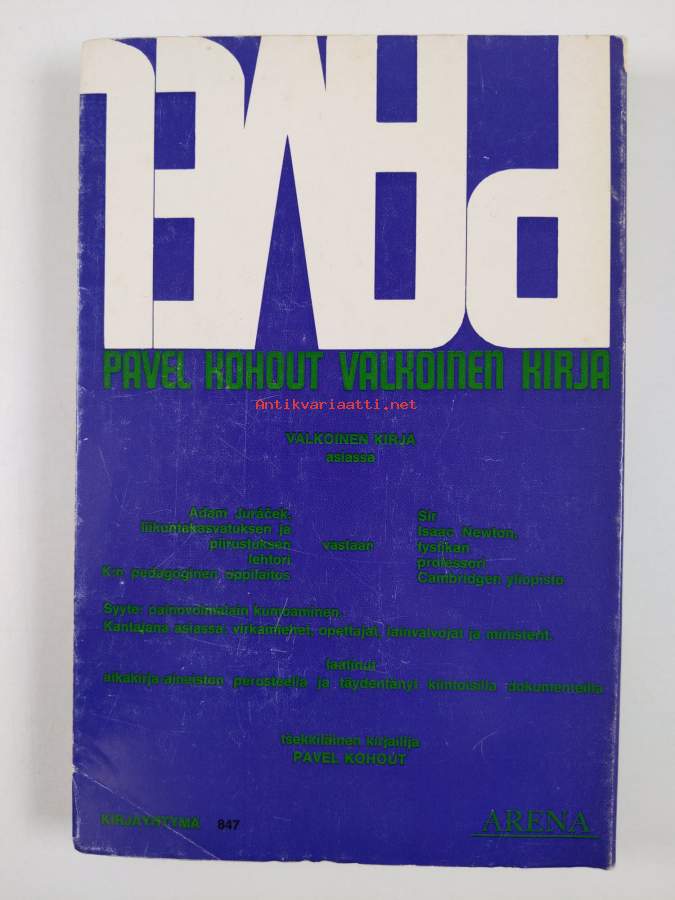 PAVEL
PAVEL KOHOUT VALKOINEN KIRJA
Antikvariaatti.net
VALKOINEN KIRJA
asiassa
Adam Juráček,
liikuntakasvatuksen ja
piirustuksen
lehtori
K:n pedagoginen oppilaitos
vastaan
Sir
Isaac Newton,
fysiikan
professori
Cambridgen yliopisto
Syyte: painovoimalain kumoaminen.
Kantajana asiassa: virkamiehet, opettajat, lainvalvojat ja ministerit.
laatinut
aikakirja-aineiston perusteella ja täydentänyt kiintoisilla dokumenteilla
tsekkiläinen kirjailija
PAVEL KOHOUT
KIRJAYHTYMÄ 847
ARENA